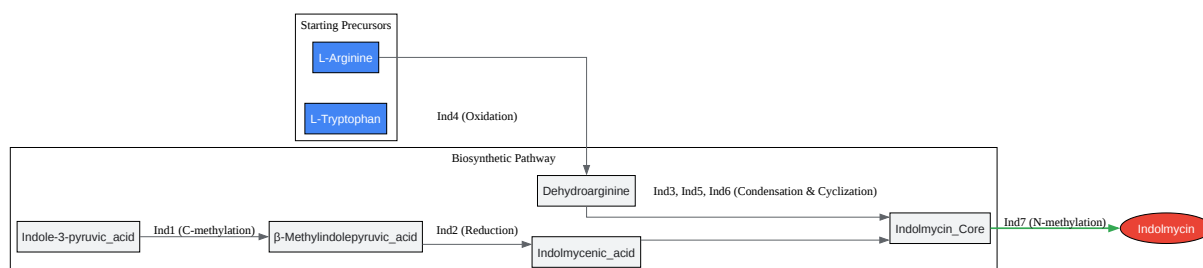 Starting Precursors
L-Arginine
L-Tryptophan
Ind4 (Oxidation)
Biosynthetic Pathway
Dehydroarginine
Ind3, Ind5, Ind6 (Condensation & Cyclization)
Indole-3-pyruvic_acid
Ind1 (C-methylation)
β-Methylindolepyruvic_acid
Ind2 (Reduction)
Indolmycenic_acid
Indolmycin_Core
Ind7 (N-methylation)
Indolmycin